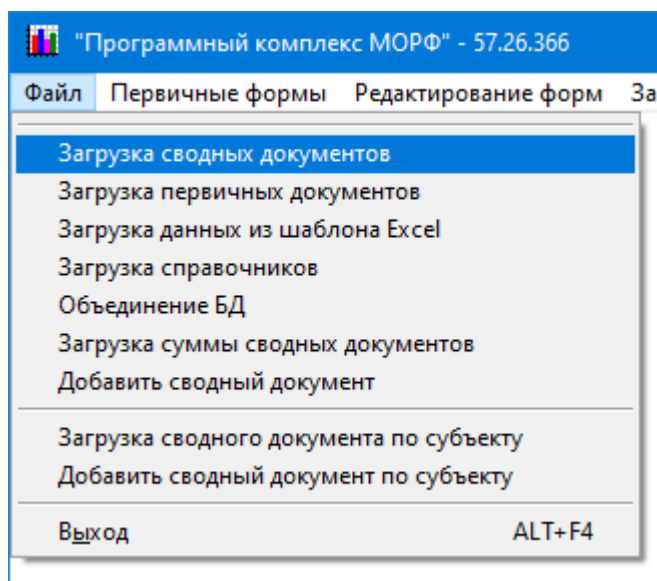 "Программный комплекс МОРФ" - 57.26.366
Файл Первичные формы Редактирование форм За
Загрузка сводных документов
Загрузка первичных документов
Загрузка данных из шаблона Excel
Загрузка справочников
Объединение БД
Загрузка суммы сводных документов
Добавить сводный документ
Загрузка сводного документа по субъекту
Добавить сводный документ по субъекту
Выход ALT+F4